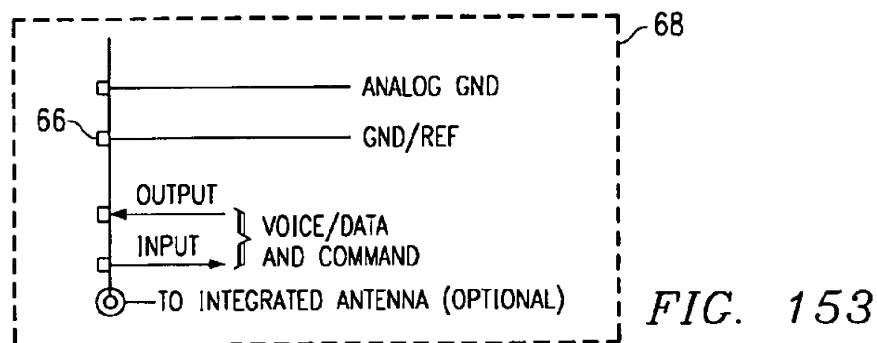 68
ANALOG GND
66
GND/REF
OUTPUT
VOICE/DATA
INPUT
AND COMMAND
TO INTEGRATED ANTENNA (OPTIONAL)
FIG. 153